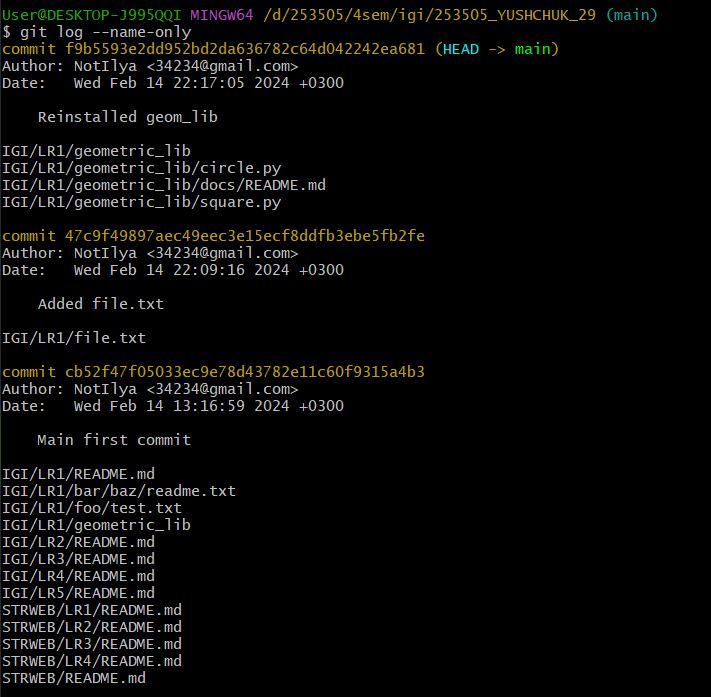 User@DESKTOP-J995QQI MINGW64 /d/253505/4sem/igi/253505_YUSHCHUK_29 (main)
$ git log --name-only
commit f9b5593e2dd952bd2da636782c64d042242ea681 (HEAD -> main)
Author: NotIlya <34234@gmail.com>
Date:   Wed Feb 14 22:17:05 2024 +0300

    Reinstalled geom_lib

IGI/LR1/geometric_lib
IGI/LR1/geometric_lib/circle.py
IGI/LR1/geometric_lib/docs/README.md
IGI/LR1/geometric_lib/square.py

commit 47c9f49897aec49eec3e15ecf8ddfb3ebe5fb2fe
Author: NotIlya <34234@gmail.com>
Date:   Wed Feb 14 22:09:16 2024 +0300

    Added file.txt

IGI/LR1/file.txt

commit cb52f47f05033ec9e78d43782e11c60f9315a4b3
Author: NotIlya <34234@gmail.com>
Date:   Wed Feb 14 13:16:59 2024 +0300

    Main first commit

IGI/LR1/README.md
IGI/LR1/bar/baz/readme.txt
IGI/LR1/foo/test.txt
IGI/LR1/geometric_lib
IGI/LR2/README.md
IGI/LR3/README.md
IGI/LR4/README.md
IGI/LR5/README.md
STRWEB/LR1/README.md
STRWEB/LR2/README.md
STRWEB/LR3/README.md
STRWEB/LR4/README.md
STRWEB/README.md